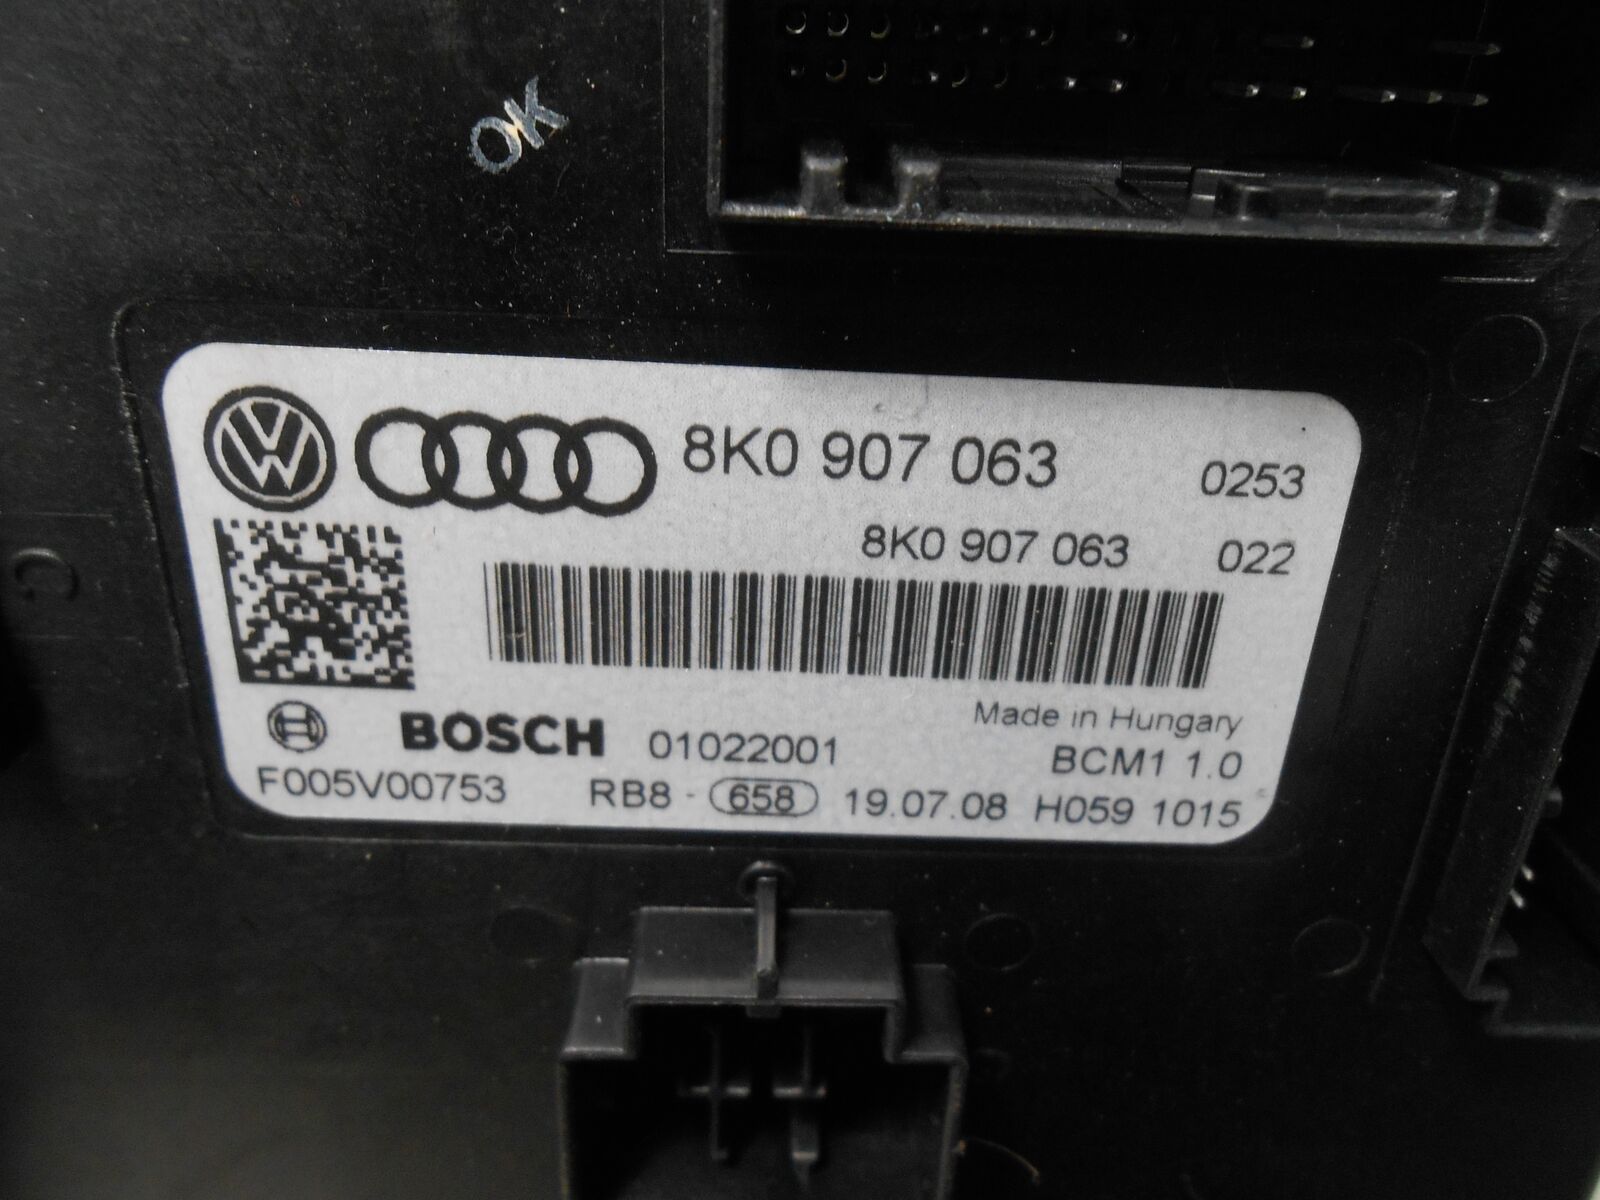 OK
8K0 907 063 0253
8K0 907 063 022
Made in Hungary
BOSCH 01022001 BCM1 1.0
F005V00753 RB8 - 658 19.07.08 H059 1015
C